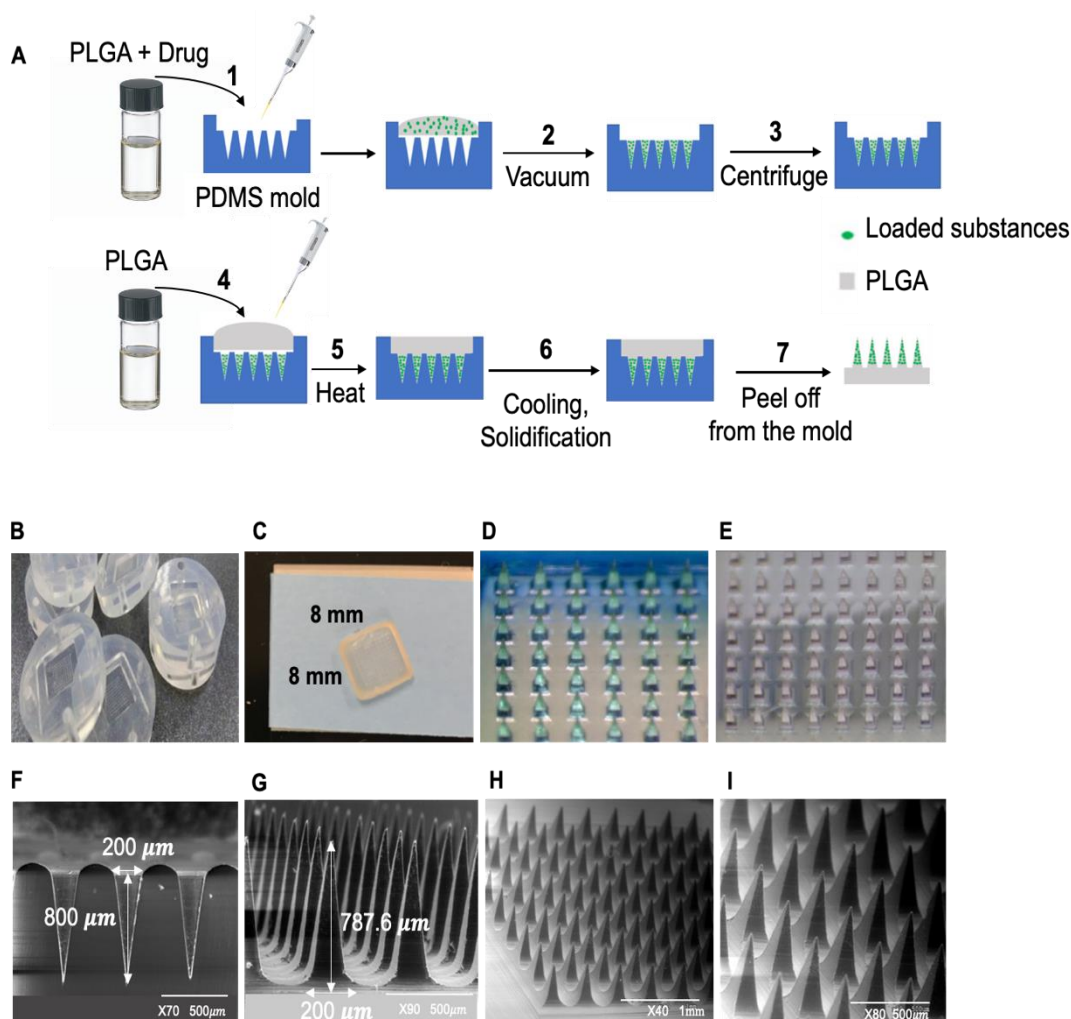 A
PLGA + Drug
1
PDMS mold
2
Vacuum
3
Centrifuge
Loaded substances
PLGA
PLGA
4
5
Heat
6
Cooling,
Solidification
7
Peel off
from the mold
B
C
D
E
8 mm
8 mm
F
G
H
I
200 μm
800 μm
X70 500μm
787.6 μm
200 μm
X90 500μm
X40 1mm
X80 500μm